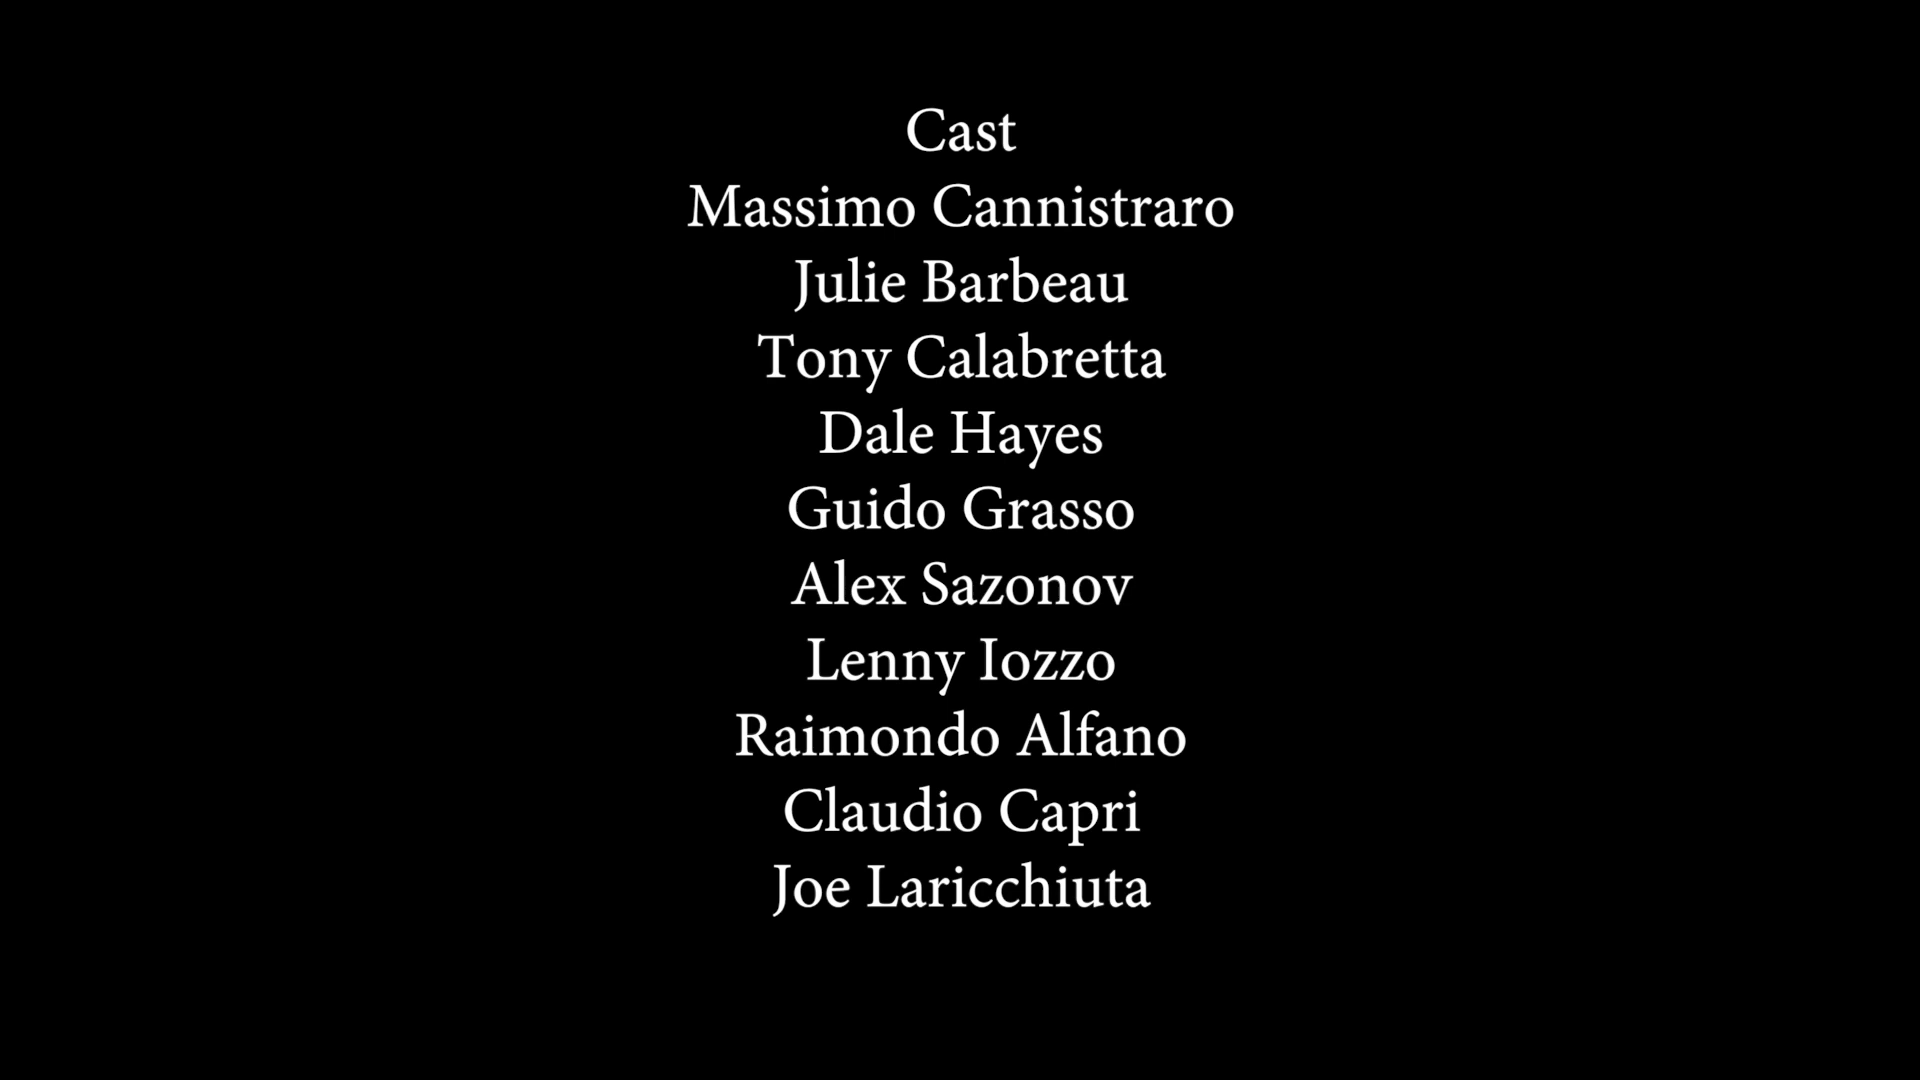 Cast
Massimo Cannistraro
Julie Barbeau
Tony Calabretta
Dale Hayes
Guido Grasso
Alex Sazonov
Lenny Iozzo
Raimondo Alfano
Claudio Capri
Joe Laricchiuta